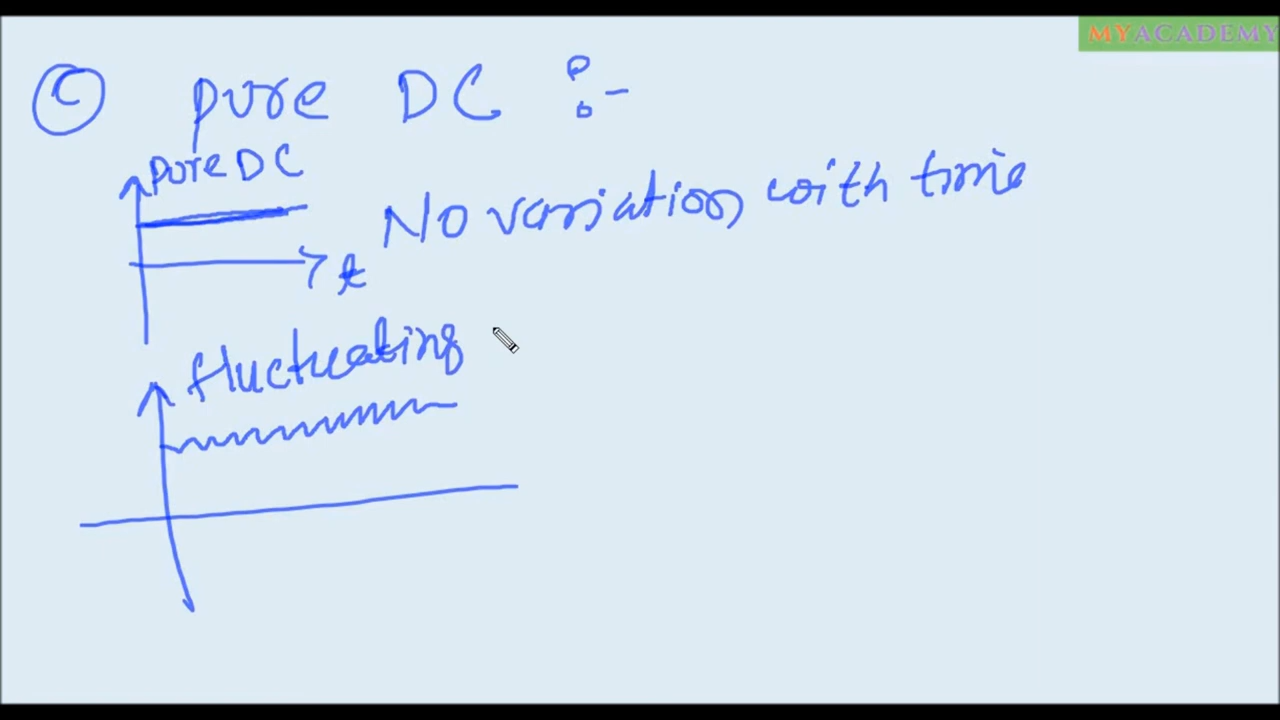 MYACADEMY
C pure DC :-
pure DC
No variation with time
t
fluctuating